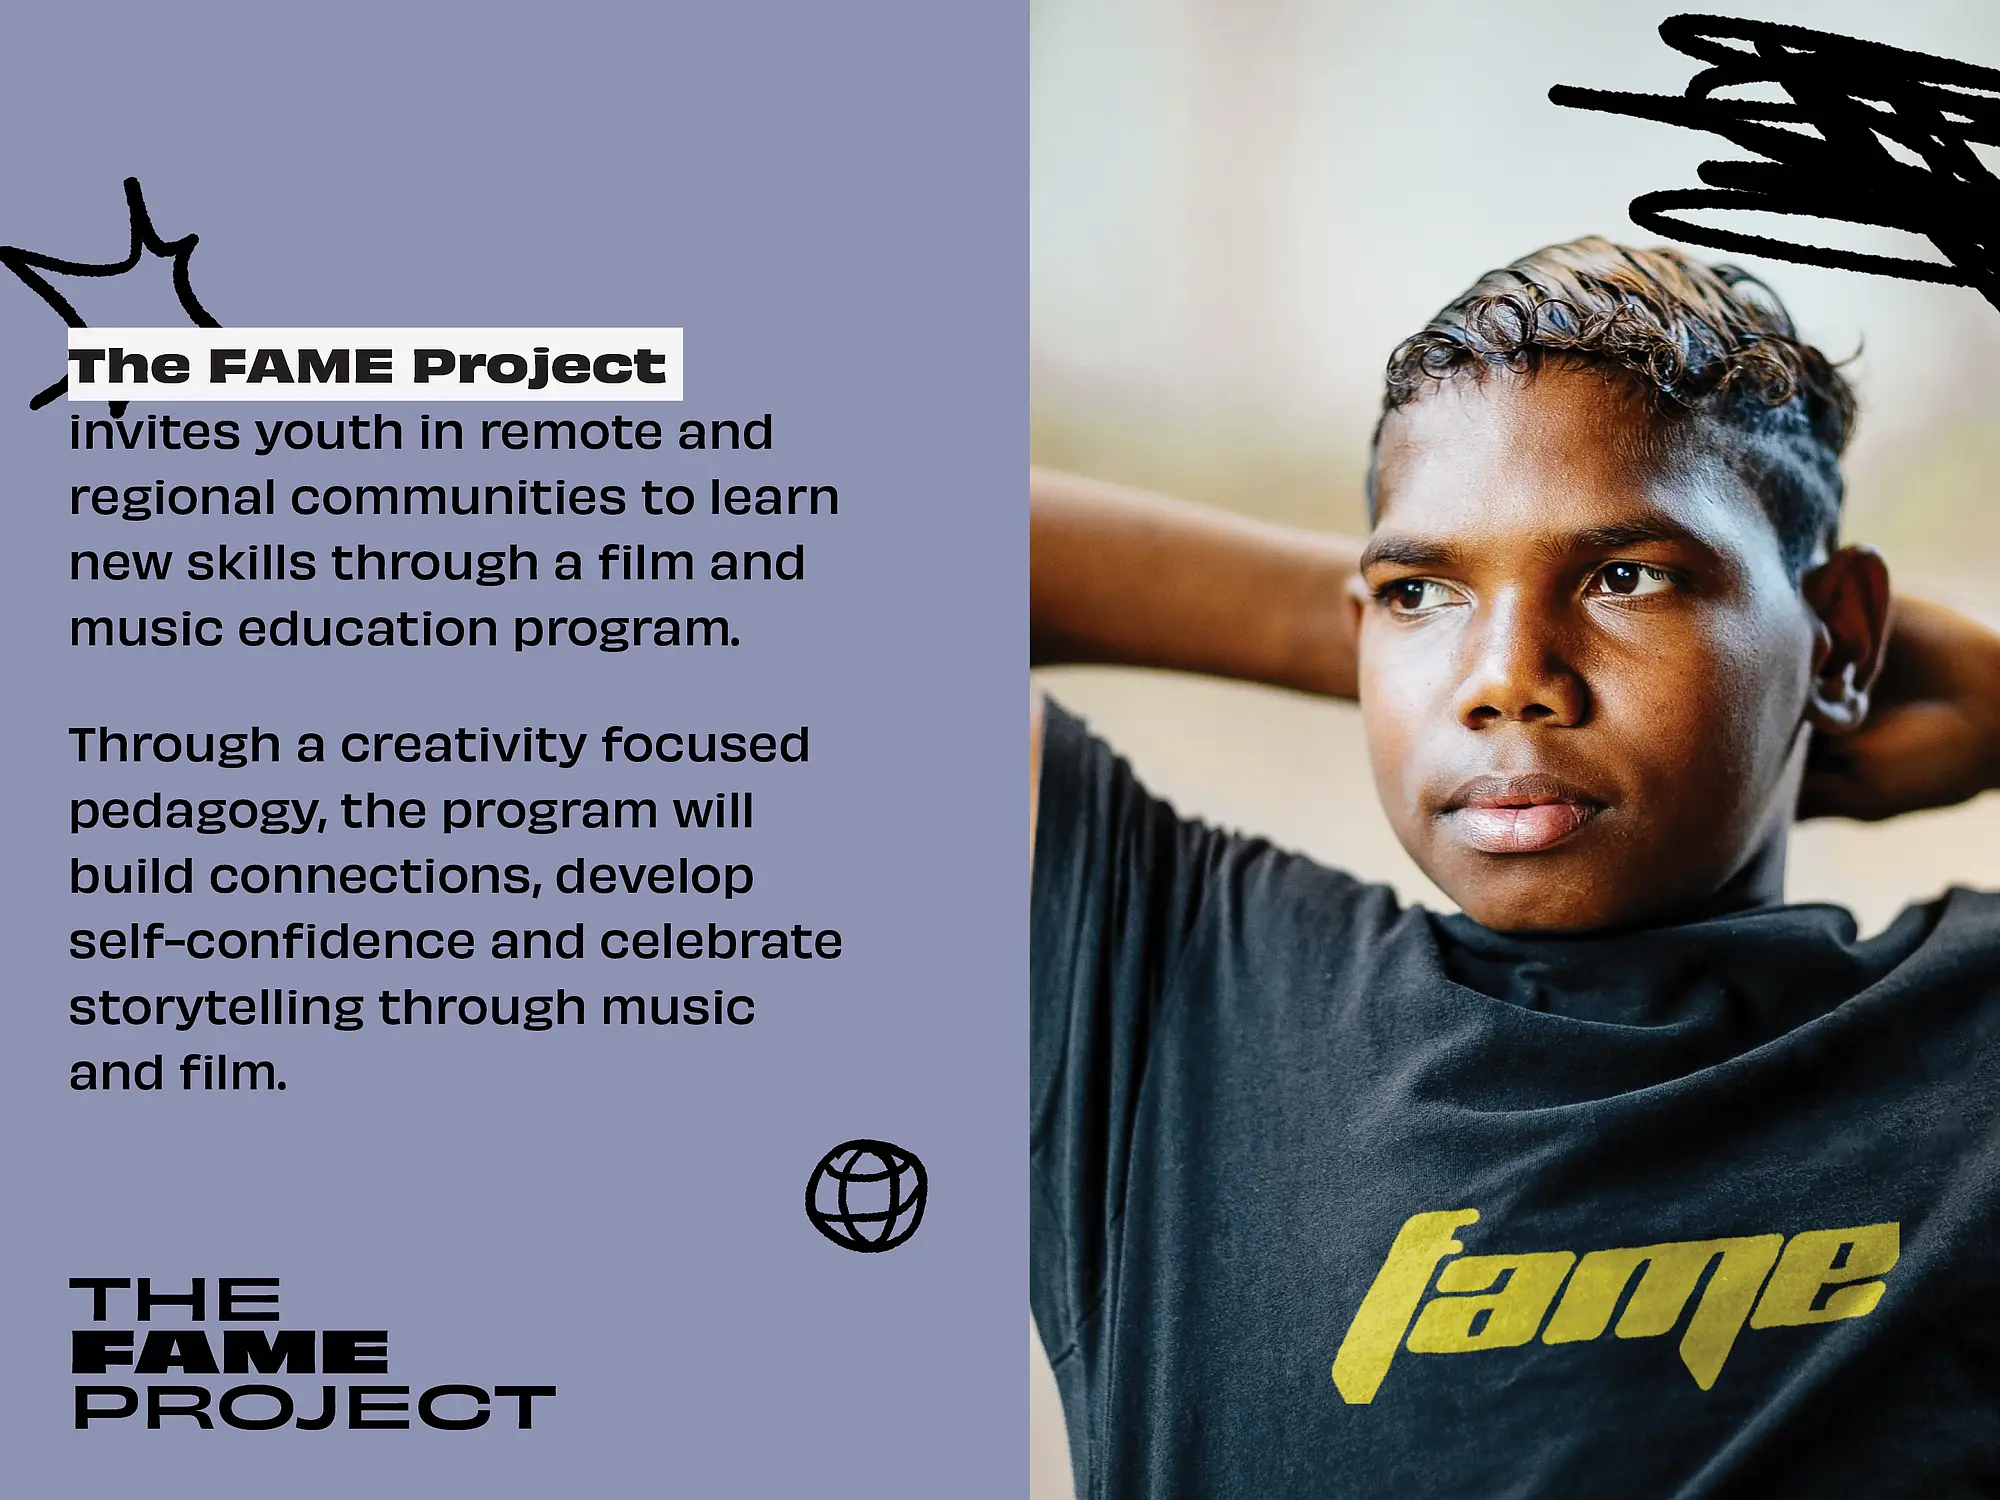 The FAME Project
invites youth in remote and
regional communities to learn
new skills through a film and
music education program.
Through a creativity focused
pedagogy, the program will
build connections, develop
self-confidence and celebrate
storytelling through music
and film.
THE
FAME
PROJECT
fame